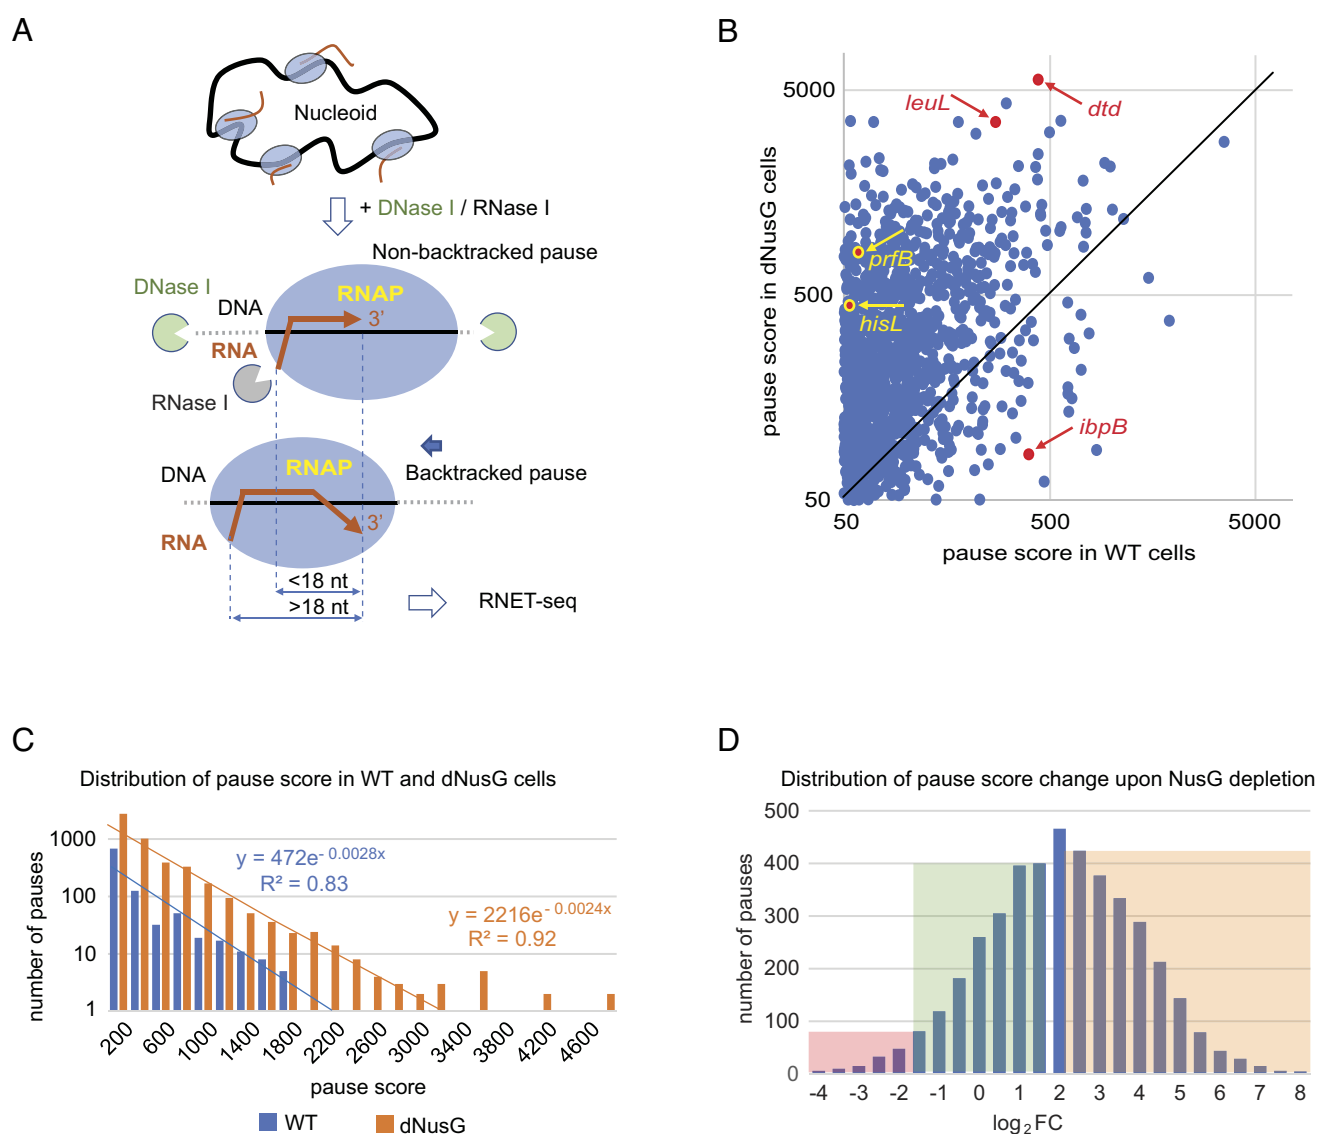 A
Nucleoid
+ DNase I / RNase I
Non-backtracked pause
DNase I
DNA
RNAP
3’
RNA
RNase I
DNA
RNAP
Backtracked pause
3’
RNA
<18 nt
>18 nt
RNET-seq
B
pause score in dNusG cells
5000
500
50
leuL
dtd
prfB
hisL
ibpB
50
500
5000
pause score in WT cells
C
Distribution of pause score in WT and dNusG cells
number of pauses
1000
100
10
1
y = 472e^- 0.0028x
R² = 0.83
y = 2216e^- 0.0024x
R² = 0.92
200
600
1000
1400
1800
2200
2600
3000
3400
3800
4200
4600
pause score
WT
dNusG
D
Distribution of pause score change upon NusG depletion
number of pauses
500
400
300
200
100
0
-4
-3
-2
-1
0
1
2
3
4
5
6
7
8
log₂FC